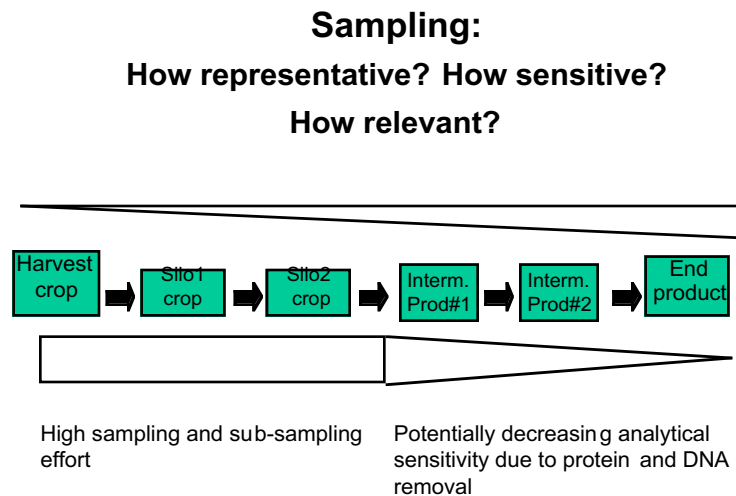 Sampling:
How representative? How sensitive?
How relevant?
Harvest
crop
Silo1
crop
Silo2
crop
Interm.
Prod#1
Interm.
Prod#2
End
product
High sampling and sub-sampling
effort
Potentially decreasing analytical
sensitivity due to protein and DNA
removal